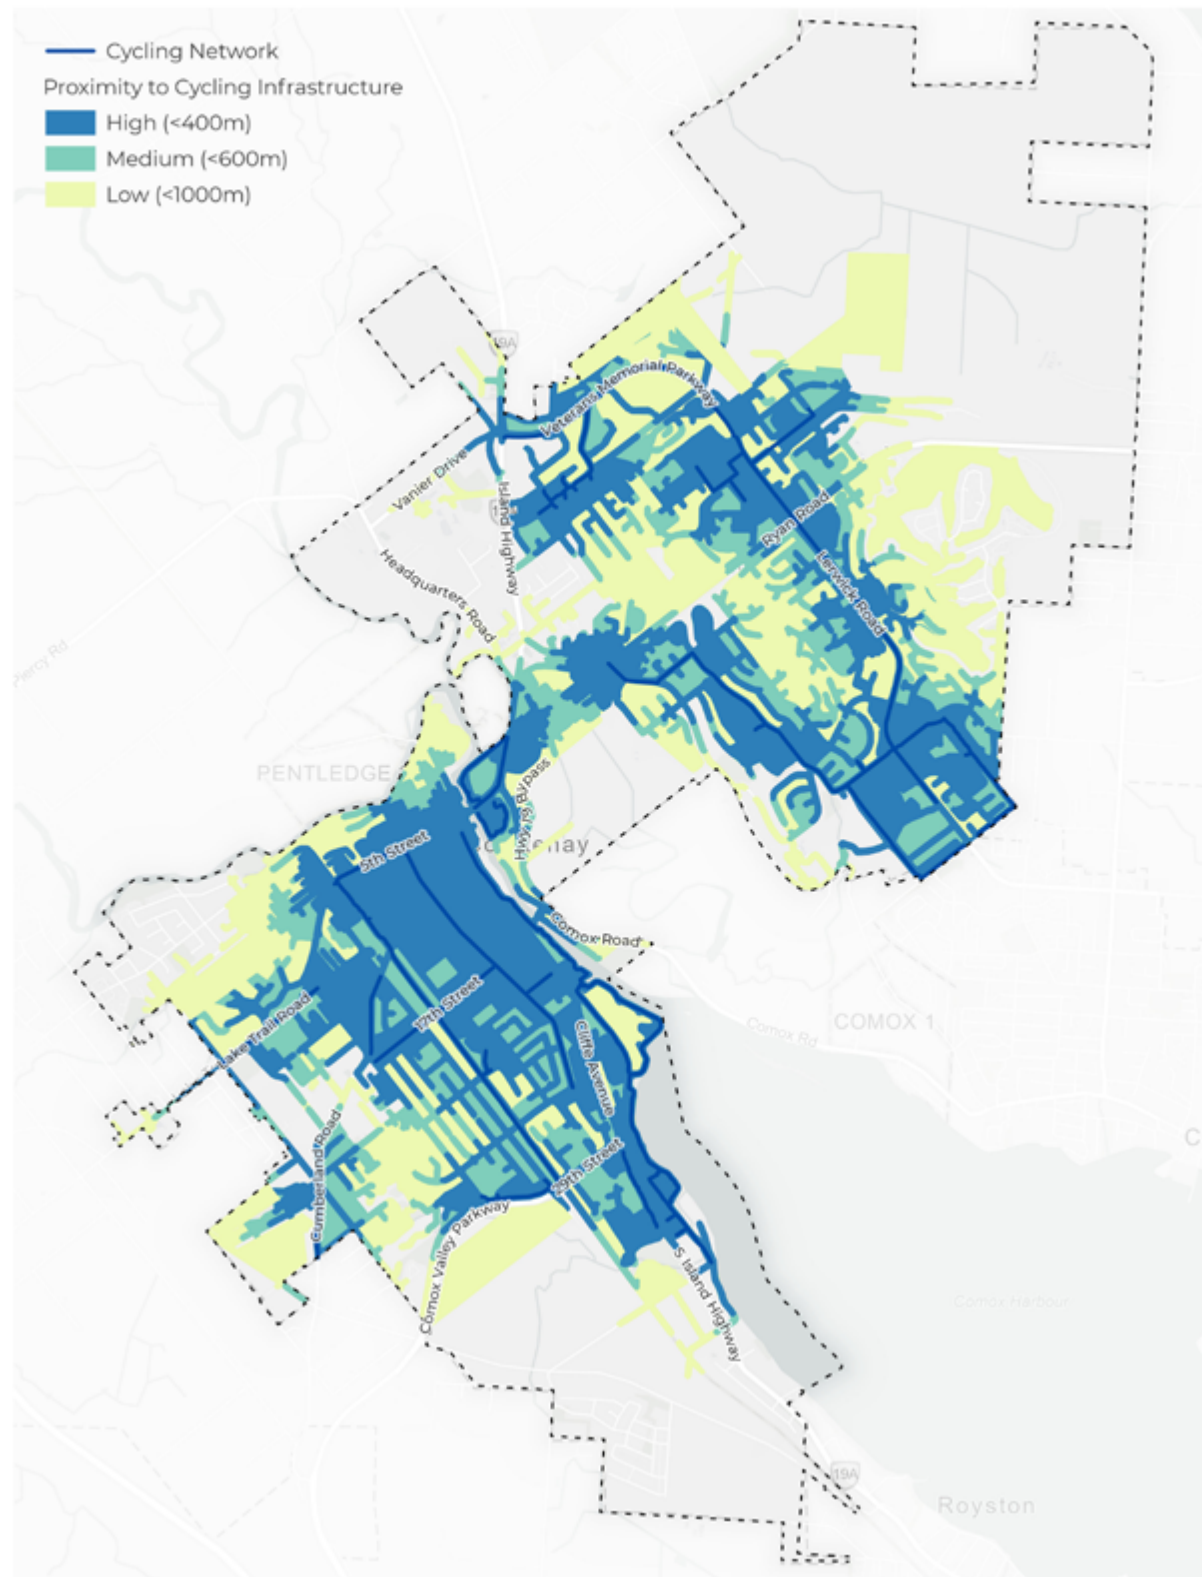 Cycling Network
Proximity to Cycling Infrastructure
High (<400m)
Medium (<600m)
Low (<1000m)
19A
Veterans Memorial Parkway
Vanier Drive
Island Highway
Ryan Road
Headquarters Road
Lerwick Road
Piercy Rd
PENTLEDGE
Hwy 19 Bypass
5th Street
enay
Comox Road
17th Street
Comox Rd
COMOX 1
Lake Trail Road
Cliffe Avenue
Cumberland Road
29th Street
C
Comox Valley Parkway
S Island Highway
Comox Harbour
19A
Royston